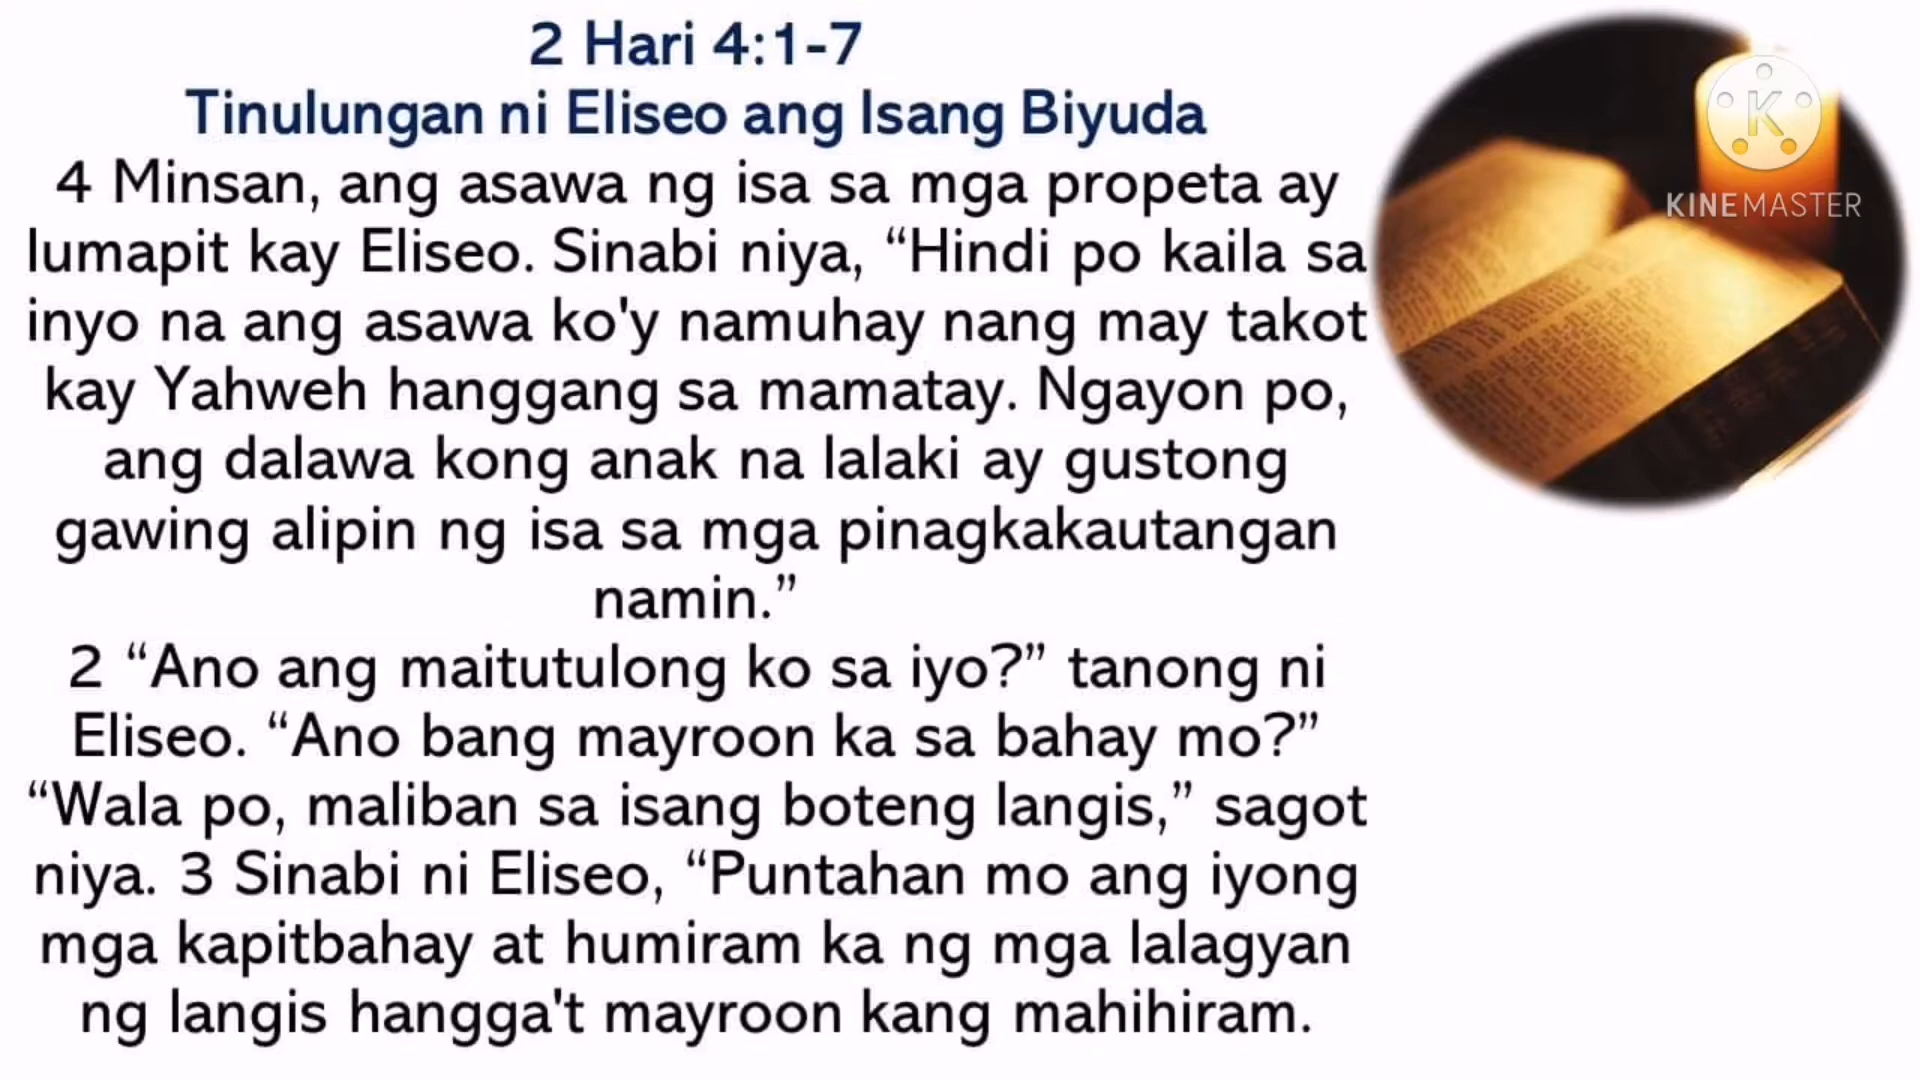 2 Hari 4:1-7
Tinulungan ni Eliseo ang Isang Biyuda
4 Minsan, ang asawa ng isa sa mga propeta ay
lumapit kay Eliseo. Sinabi niya, “Hindi po kaila sa
inyo na ang asawa ko'y namuhay nang may takot
kay Yahweh hanggang sa mamatay. Ngayon po,
ang dalawa kong anak na lalaki ay gustong
gawing alipin ng isa sa mga pinagkakautangan
namin.”
2 “Ano ang maitutulong ko sa iyo?” tanong ni
Eliseo. “Ano bang mayroon ka sa bahay mo?”
“Wala po, maliban sa isang boteng langis,” sagot
niya. 3 Sinabi ni Eliseo, “Puntahan mo ang iyong
mga kapitbahay at humiram ka ng mga lalagyan
ng langis hangga't mayroon kang mahihiram.
K
KINEMASTER